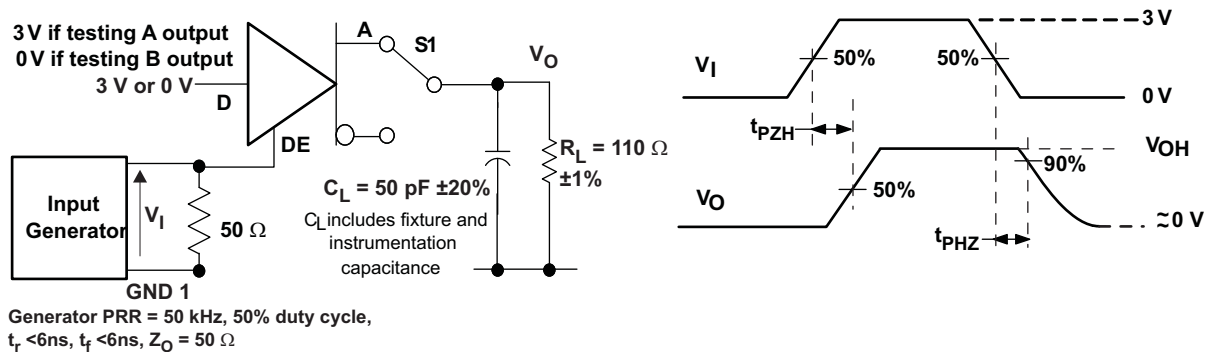 3 V if testing A output
0 V if testing B output
3 V or 0 V
D
DE
A
S1
VO
Input
Generator
VI
50 Ω
GND 1
CL = 50 pF ±20%
CL includes fixture and
instrumentation
capacitance
RL = 110 Ω
±1%
Generator PRR = 50 kHz, 50% duty cycle,
tr <6ns, tf <6ns, ZO = 50 Ω
3 V
VI
50%
50%
0 V
tPZH
VOH
90%
VO
50%
≈0 V
tPHZ